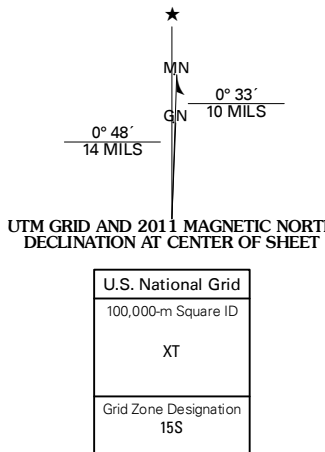 ★
MN
0° 33´
10 MILS
GN
0° 48´
14 MILS
UTM GRID AND 2011 MAGNETIC NORTH
DECLINATION AT CENTER OF SHEET
U.S. National Grid
100,000-m Square ID
XT
Grid Zone Designation
15S